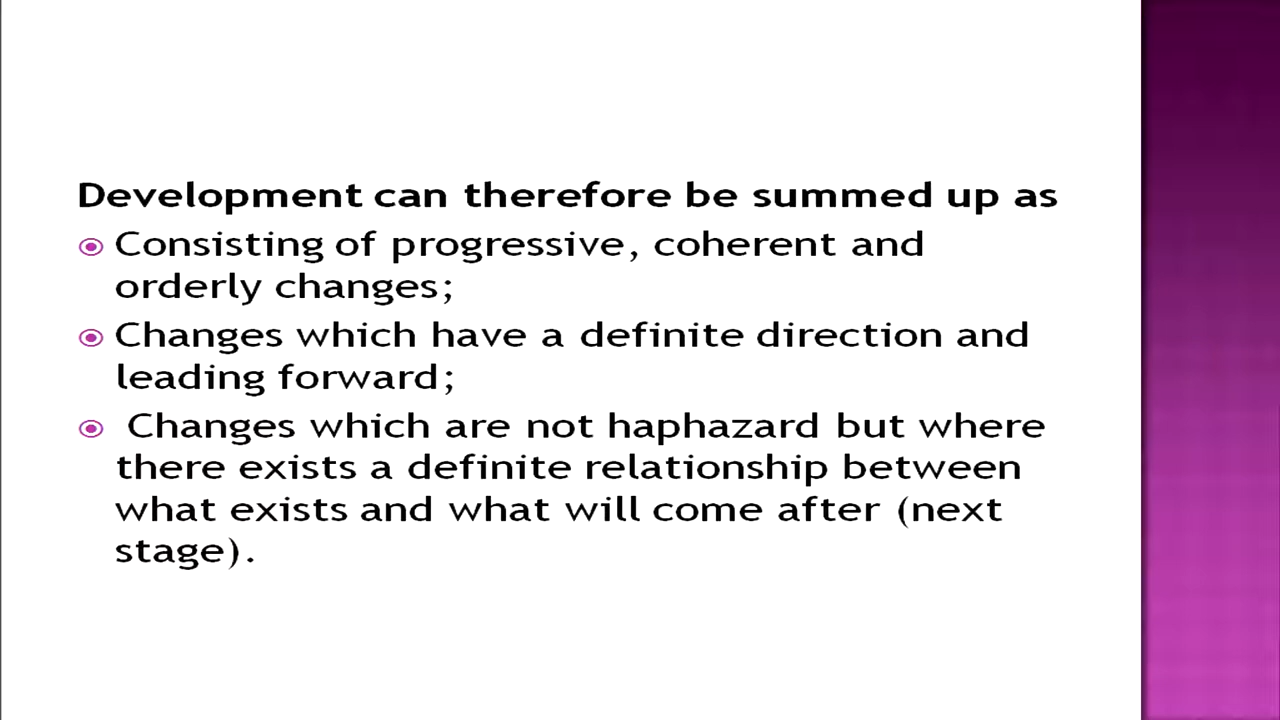 Development can therefore be summed up as
Consisting of progressive, coherent and
orderly changes;
Changes which have a definite direction and
leading forward;
Changes which are not haphazard but where
there exists a definite relationship between
what exists and what will come after (next
stage).